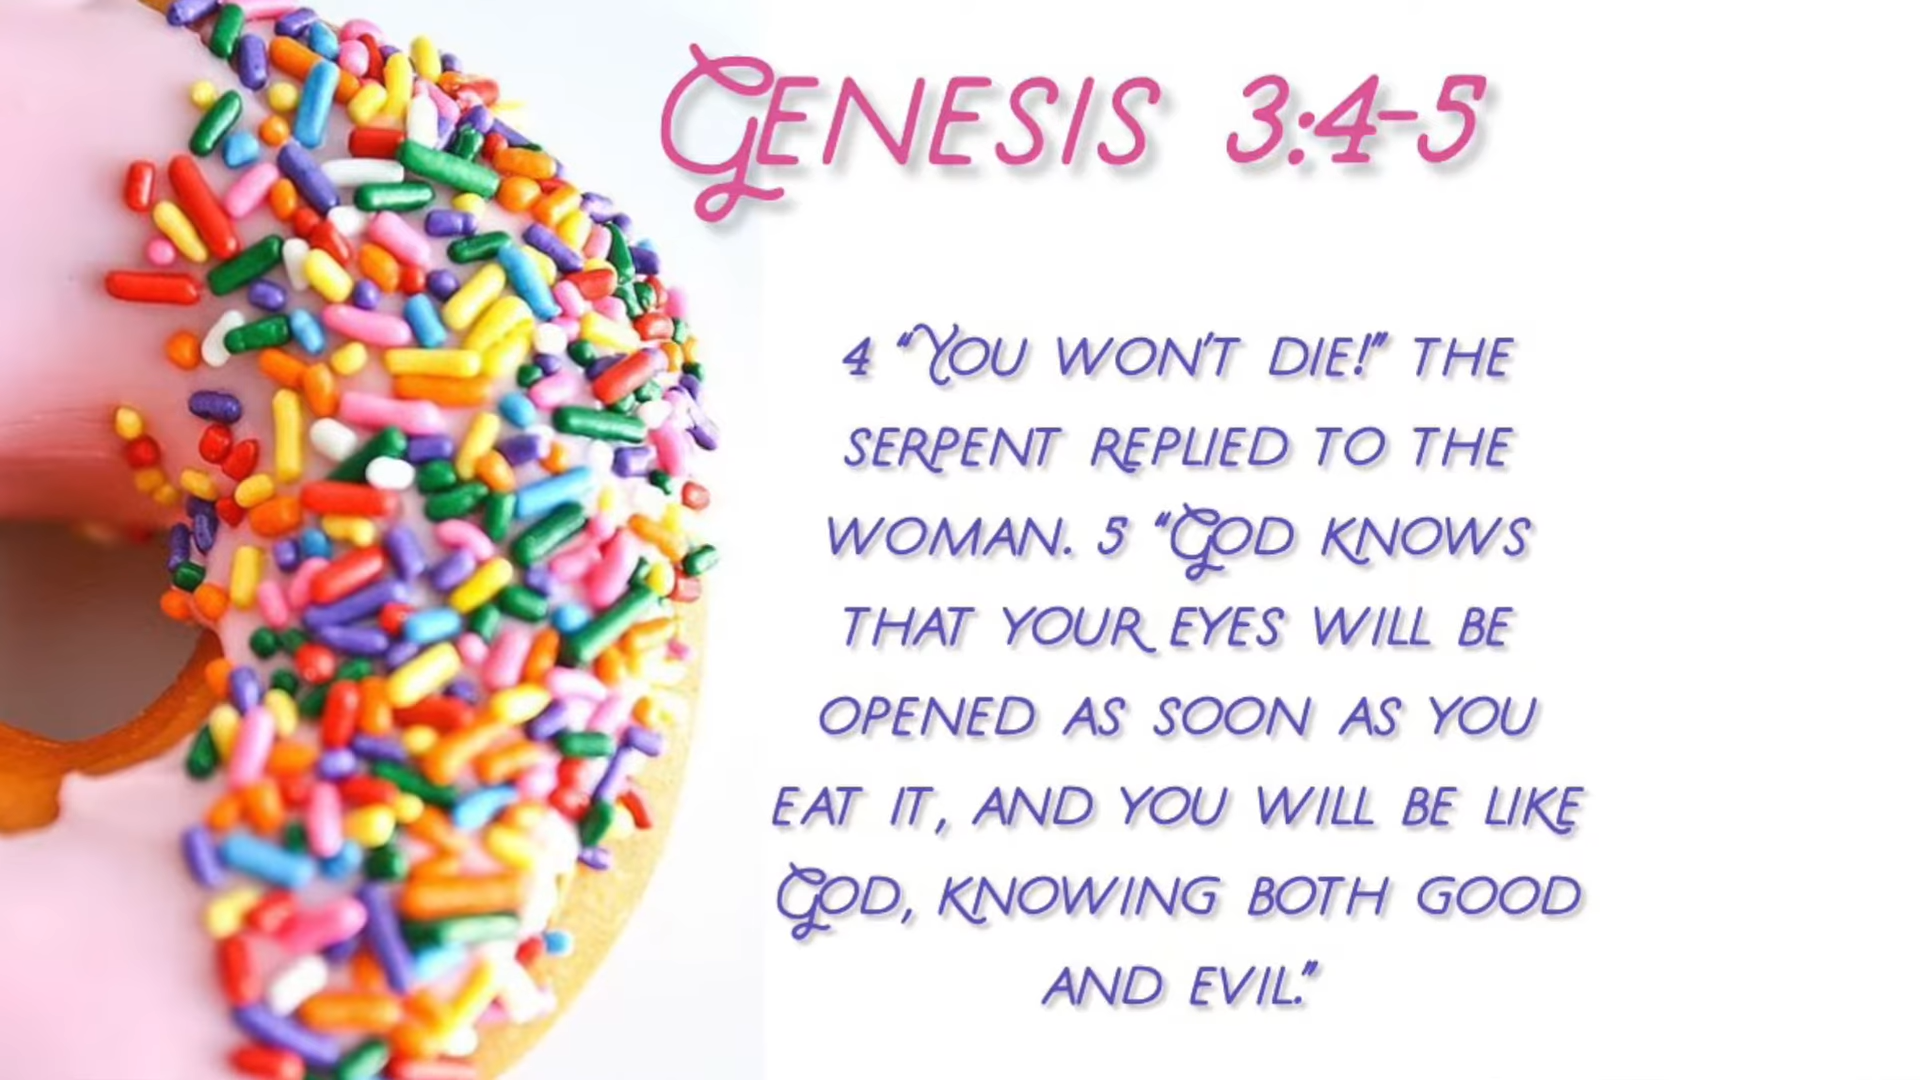 Genesis 3:4-5
4 “You won't die!” the
serpent replied to the
woman. 5 “God knows
that your eyes will be
opened as soon as you
eat it, and you will be like
God, knowing both good
and evil.”